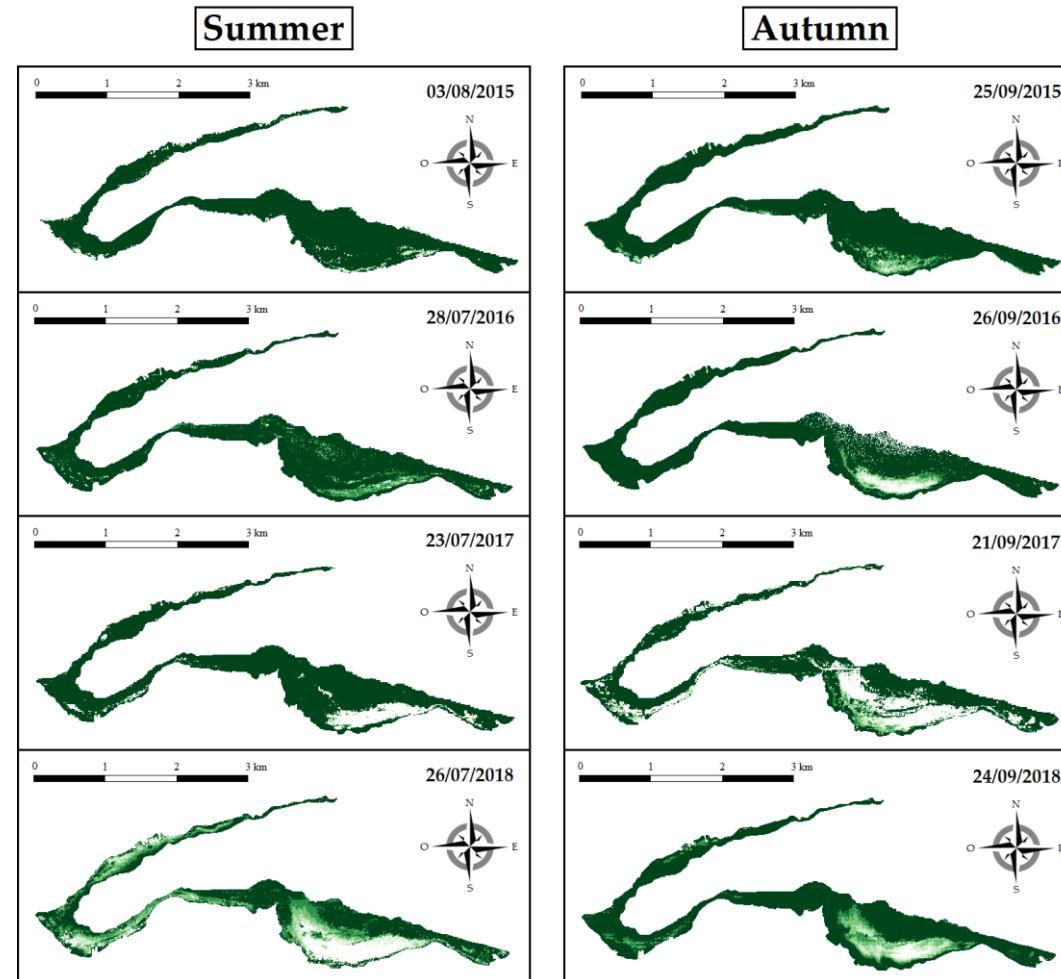 Summer
Autumn
0 1 2 3 km
03/08/2015
N
O E
S
0 1 2 3 km
25/09/2015
N
O E
S
0 1 2 3 km
28/07/2016
N
O E
S
0 1 2 3 km
26/09/2016
N
O E
S
0 1 2 3 km
23/07/2017
N
O E
S
0 1 2 3 km
21/09/2017
N
O E
S
0 1 2 3 km
26/07/2018
N
O E
S
0 1 2 3 km
24/09/2018
N
O E
S